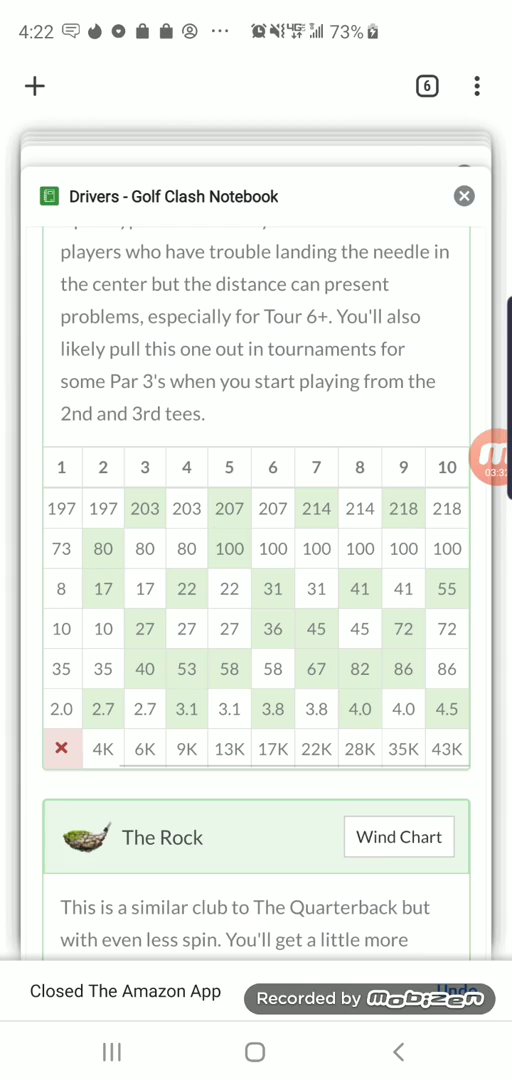 4:22 73%
+ 6
Drivers - Golf Clash Notebook
players who have trouble landing the needle in
the center but the distance can present
problems, especially for Tour 6+. You'll also
likely pull this one out in tournaments for
some Par 3's when you start playing from the
2nd and 3rd tees.
1 2 3 4 5 6 7 8 9 10
197 197 203 203 207 207 214 214 218 218
73 80 80 80 100 100 100 100 100 100
8 17 17 22 22 31 31 41 41 55
10 10 27 27 27 36 45 45 72 72
35 35 40 53 58 58 67 82 86 86
2.0 2.7 2.7 3.1 3.1 3.8 3.8 4.0 4.0 4.5
4K 6K 9K 13K 17K 22K 28K 35K 43K
The Rock Wind Chart
This is a similar club to The Quarterback but
with even less spin. You'll get a little more
Closed The Amazon App
Recorded by Mobizen